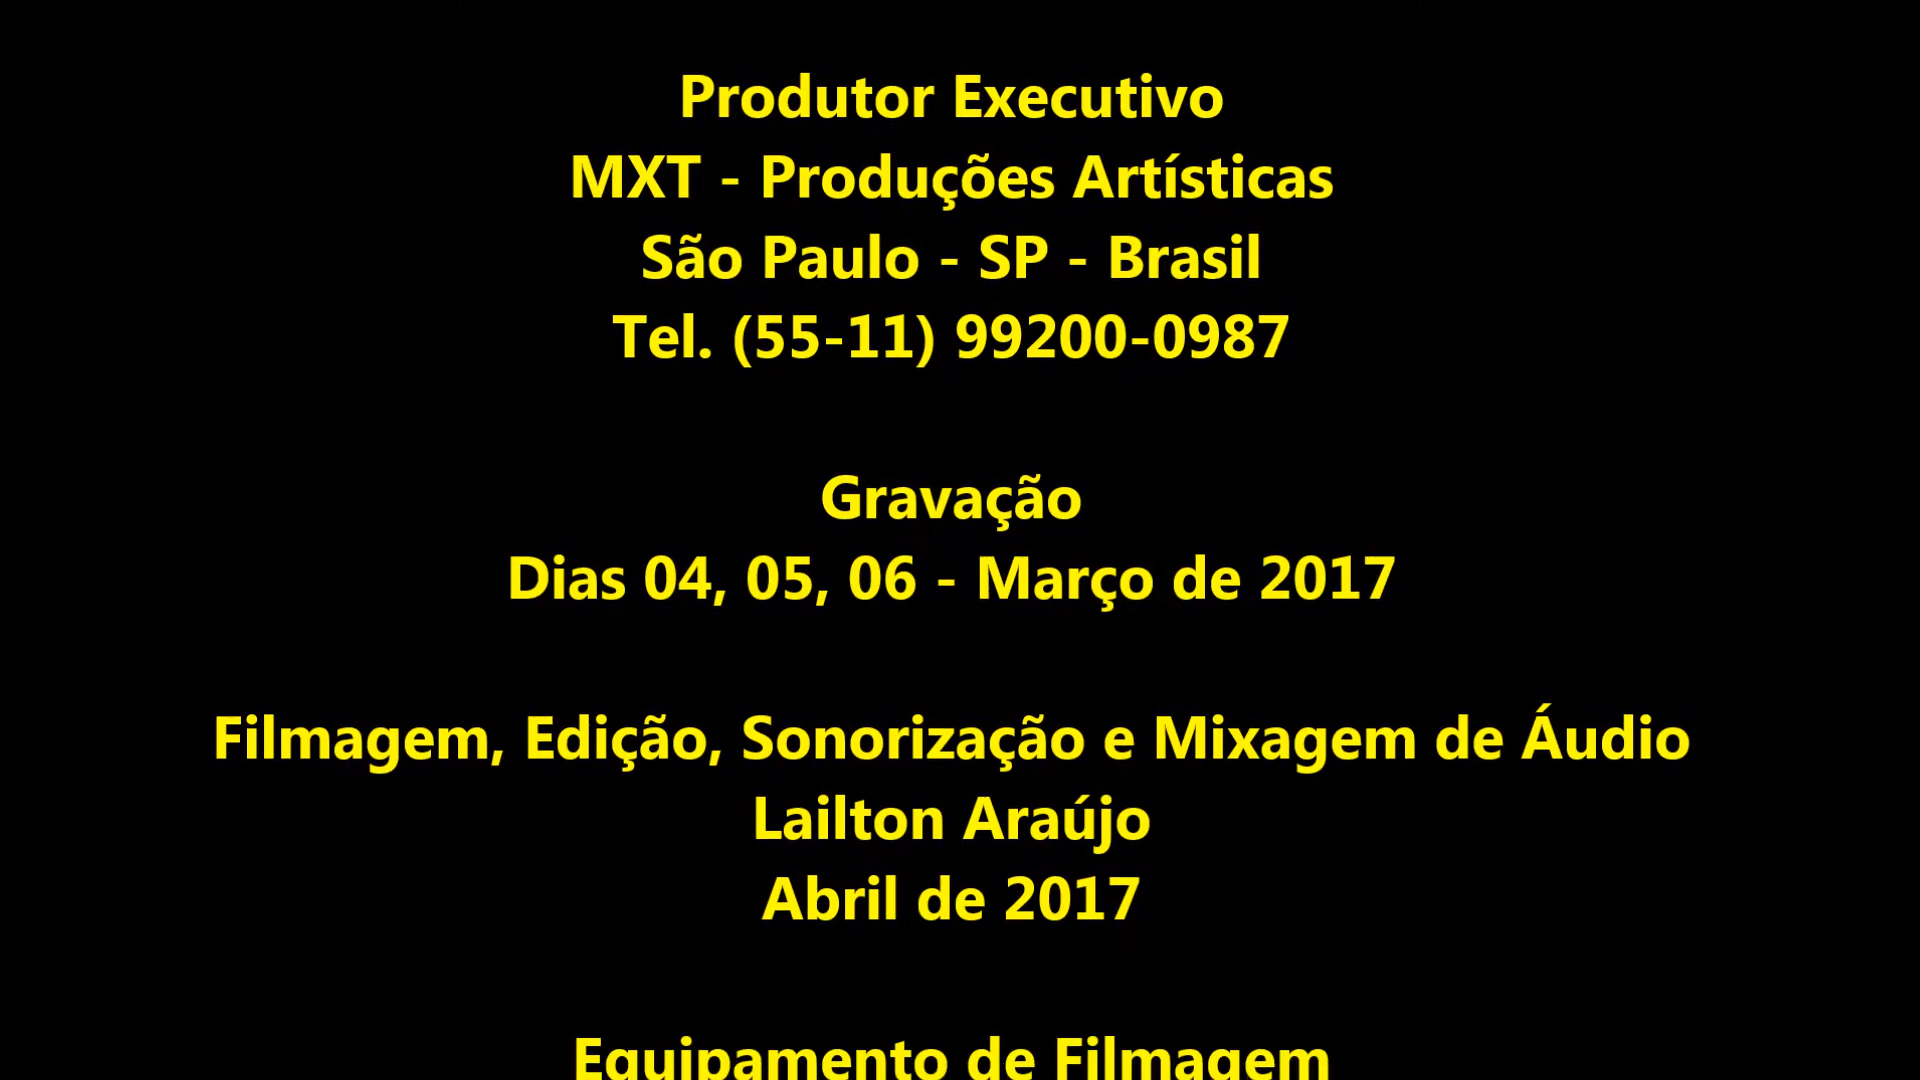 Produtor Executivo
MXT - Produções Artísticas
São Paulo - SP - Brasil
Tel. (55-11) 99200-0987
Gravação
Dias 04, 05, 06 - Março de 2017
Filmagem, Edição, Sonorização e Mixagem de Áudio
Lailton Araújo
Abril de 2017
Equipamento de Filmagem